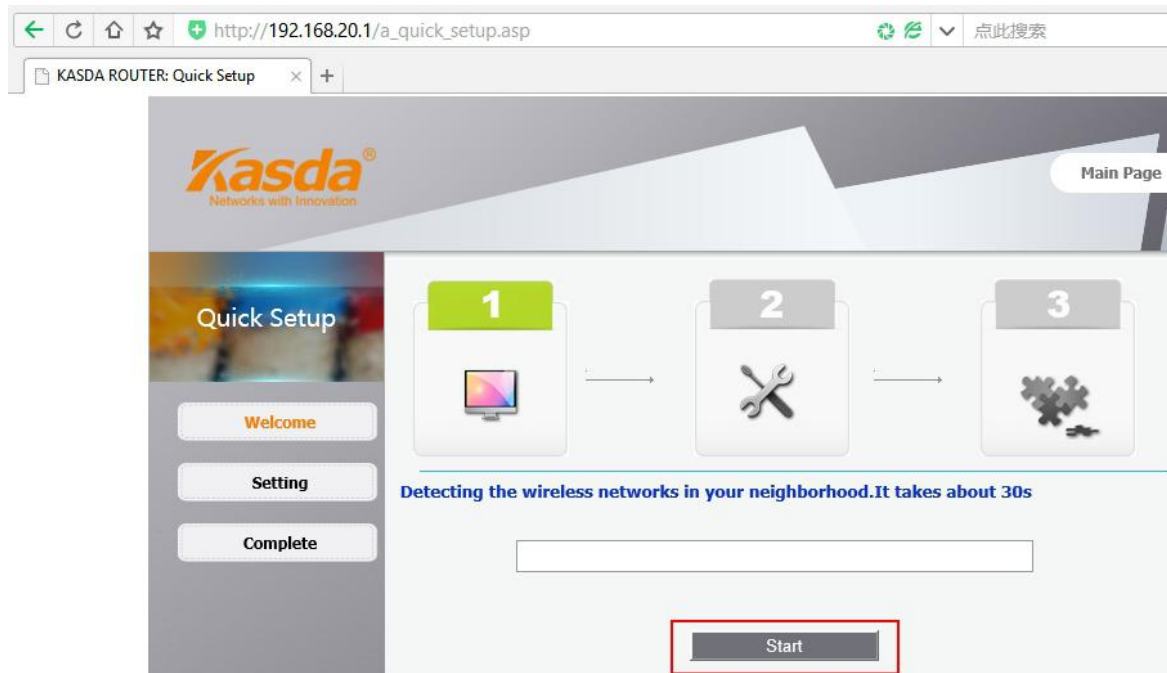 http://192.168.20.1/a_quick_setup.asp
点此搜索
KASDA ROUTER: Quick Setup
Kasda®
Networks with Innovation
Main Page
Quick Setup
1
2
3
Welcome
Setting
Complete
Detecting the wireless networks in your neighborhood.It takes about 30s
Start